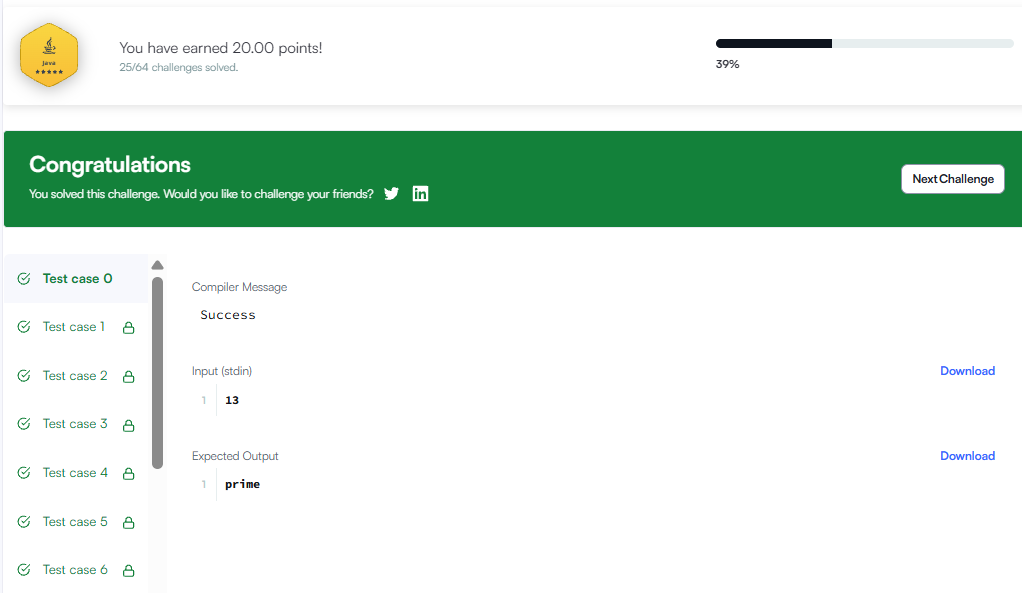 Java
★★★★★
You have earned 20.00 points!
25/64 challenges solved.
39%
Congratulations
You solved this challenge. Would you like to challenge your friends?
in
Next Challenge
Test case 0
Test case 1
Test case 2
Test case 3
Test case 4
Test case 5
Test case 6
Compiler Message
Success
Input (stdin)
Download
1 13
Expected Output
Download
1 prime